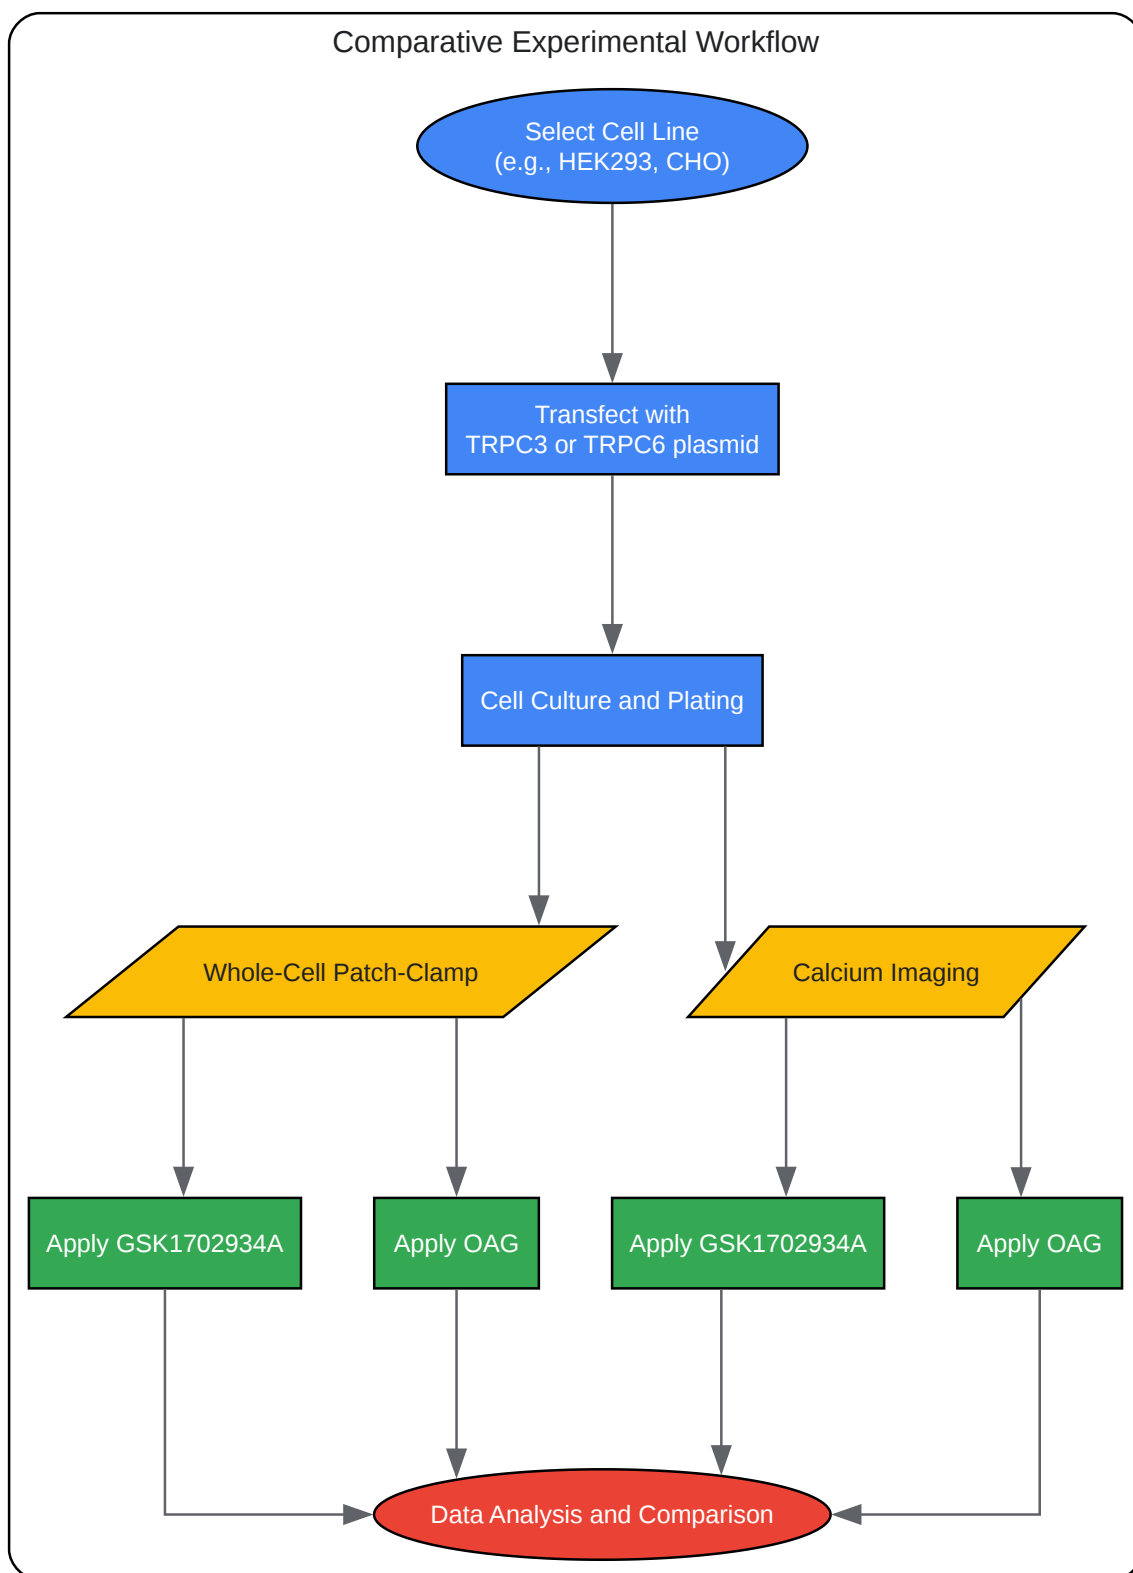 Comparative Experimental Workflow
Select Cell Line
(e.g., HEK293, CHO)
Transfect with
TRPC3 or TRPC6 plasmid
Cell Culture and Plating
Whole-Cell Patch-Clamp
Calcium Imaging
Apply GSK1702934A
Apply OAG
Apply GSK1702934A
Apply OAG
Data Analysis and Comparison